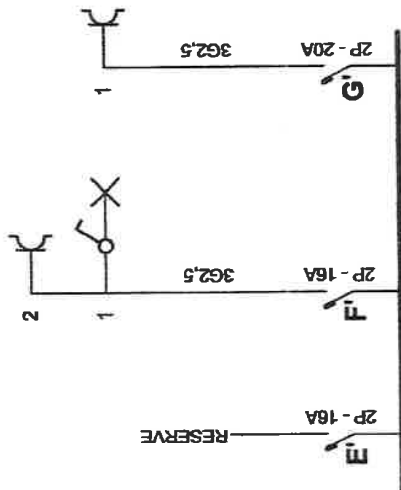 1
3G2,5
2P - 20A
G'
2
1
3G2,5
2P - 16A
F'
RESERVE
2P - 16A
E'